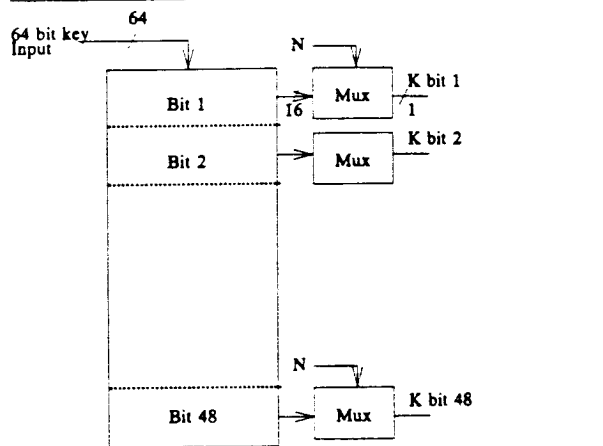 64
64 bit key
Input
N
Bit 1
16
Mux
K bit 1
1
Bit 2
Mux
K bit 2
N
Bit 48
Mux
K bit 48